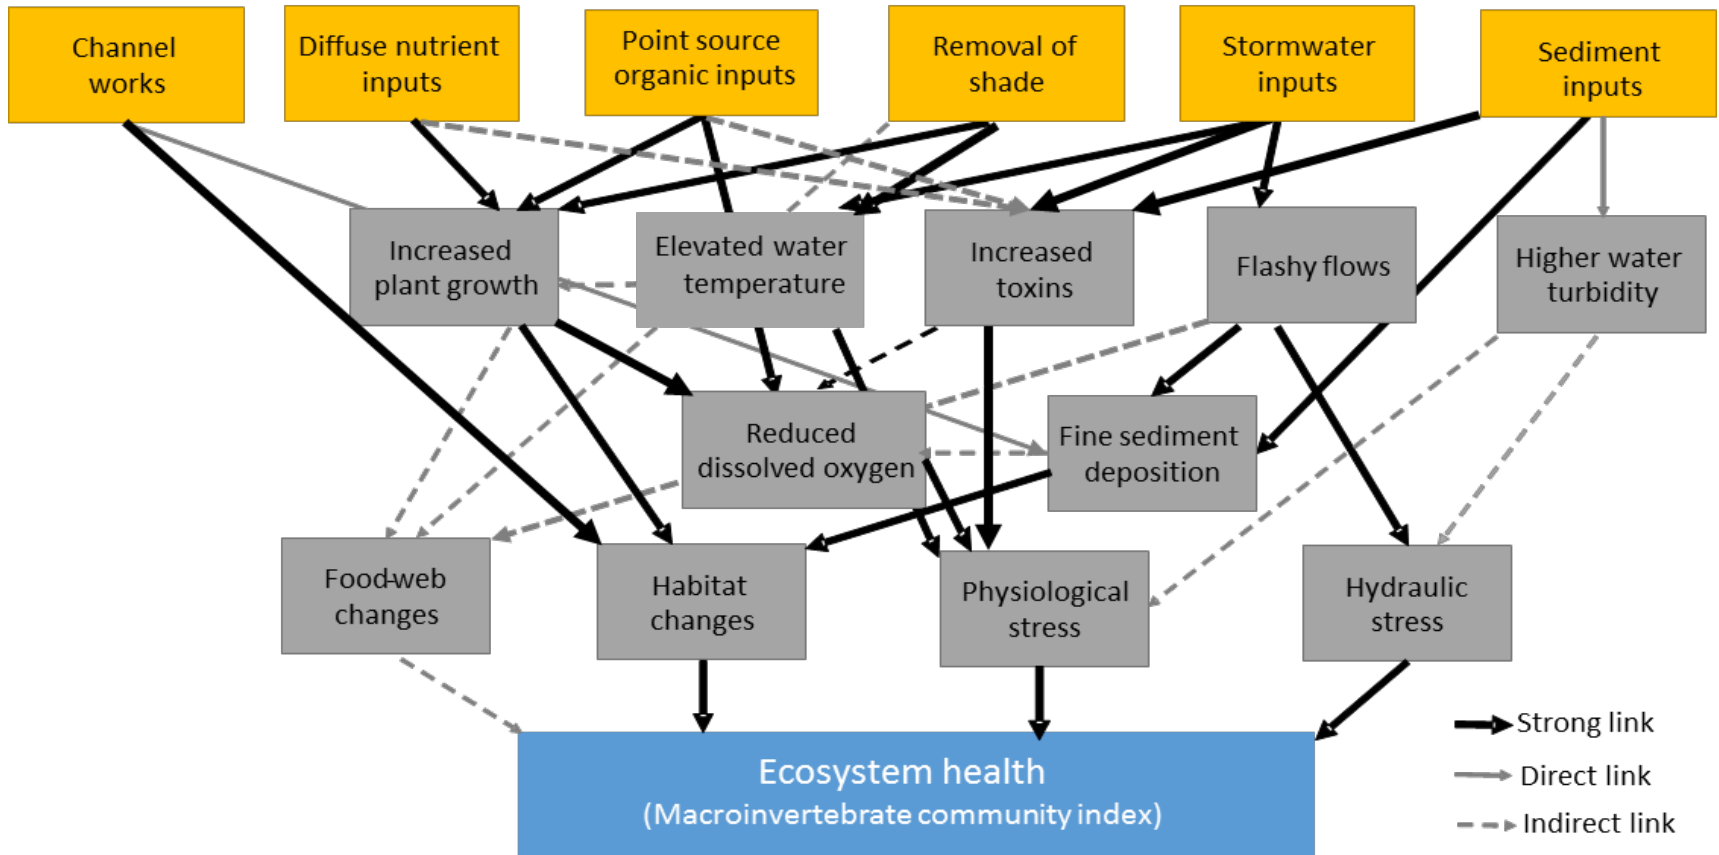 Channel
works
Diffuse nutrient
inputs
Point source
organic inputs
Removal of
shade
Stormwater
inputs
Sediment
inputs
Increased
plant growth
Elevated water
temperature
Increased
toxins
Flashy flows
Higher water
turbidity
Reduced
dissolved oxygen
Fine sediment
deposition
Food-web
changes
Habitat
changes
Physiological
stress
Hydraulic
stress
Strong link
Direct link
Indirect link
Ecosystem health
(Macroinvertebrate community index)